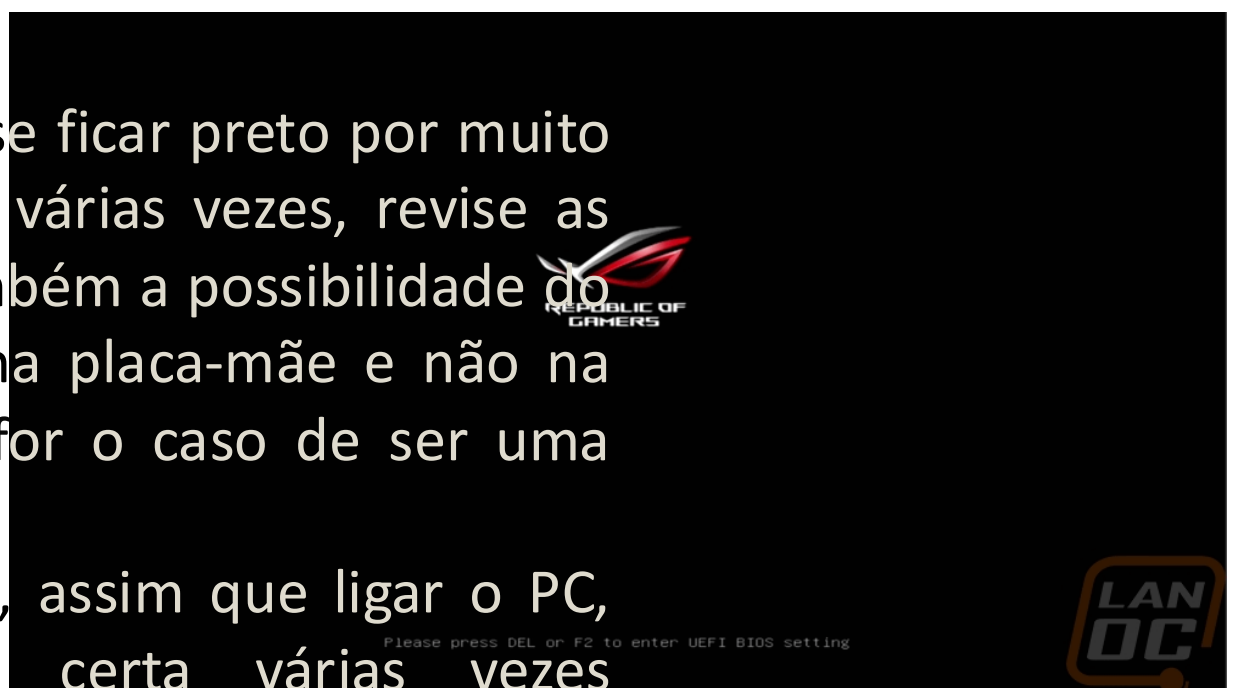 se ficar preto por muito
várias vezes, revise as
mbém a possibilidade do
REPUBLIC OF
GAMERS
na placa-mãe e não na
for o caso de ser uma
, assim que ligar o PC,
Please press DEL or F2 to enter UEFI BIOS setting
certa várias vezes
LAN
OC